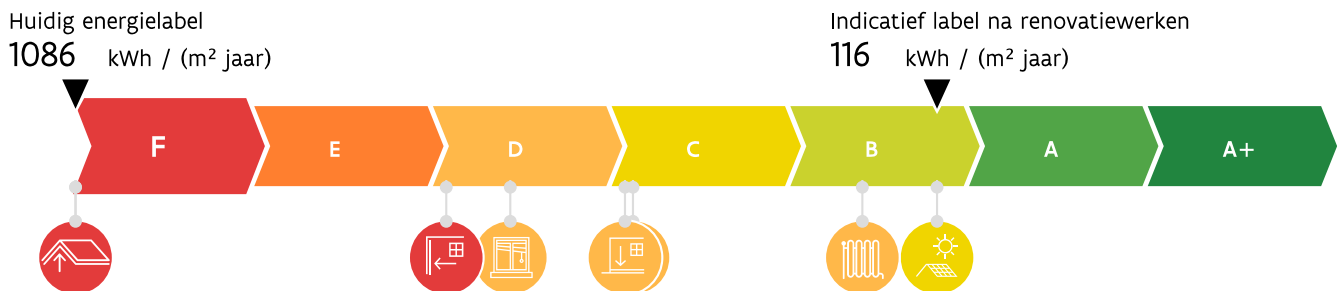 Huidig energielabel
1086 kWh / (m² jaar)
Indicatief label na renovatiewerken
116 kWh / (m² jaar)
F E D C B A A+